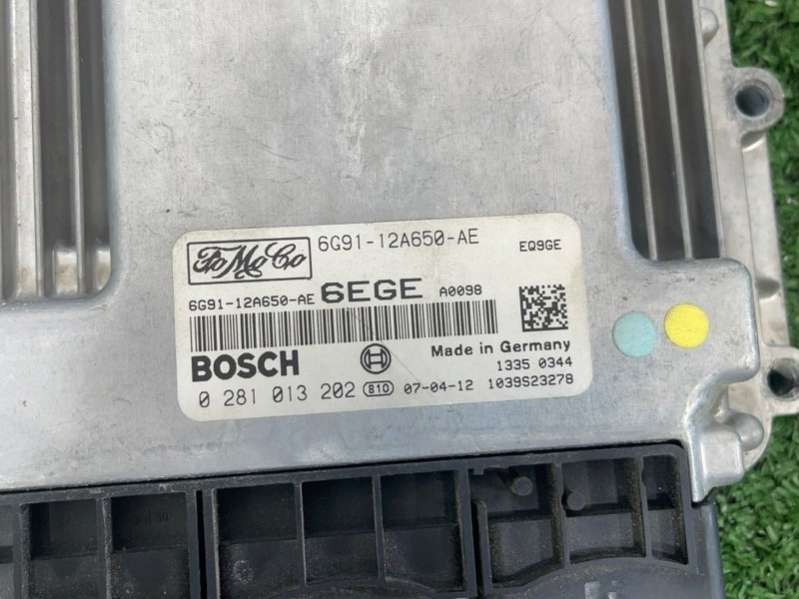 FoMoCo 6G91-12A650-AE EQ9GE
6G91-12A650-AE 6EGE A0098
BOSCH Made in Germany
1335 0344
0 281 013 202 B10 07-04-12 1039S23278